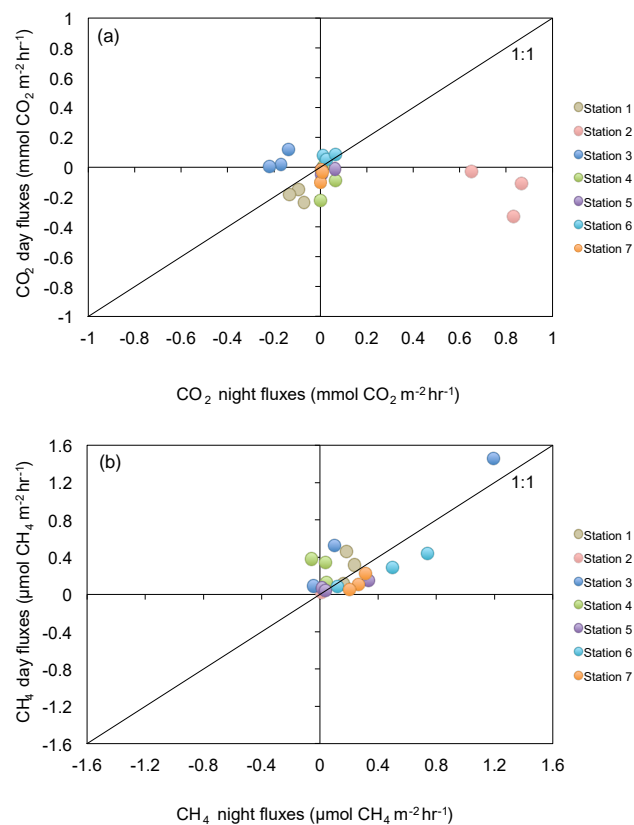 (a)
1:1
CO₂ day fluxes (mmol CO₂ m⁻² hr⁻¹)
1
0.8
0.6
0.4
0.2
0
-0.2
-0.4
-0.6
-0.8
-1
-1 -0.8 -0.6 -0.4 -0.2 0 0.2 0.4 0.6 0.8 1
CO₂ night fluxes (mmol CO₂ m⁻² hr⁻¹)
Station 1
Station 2
Station 3
Station 4
Station 5
Station 6
Station 7
(b)
1:1
CH₄ day fluxes (µmol CH₄ m⁻² hr⁻¹)
1.6
1.2
0.8
0.4
0
-0.4
-0.8
-1.2
-1.6
-1.6 -1.2 -0.8 -0.4 0 0.4 0.8 1.2 1.6
CH₄ night fluxes (µmol CH₄ m⁻² hr⁻¹)
Station 1
Station 2
Station 3
Station 4
Station 5
Station 6
Station 7